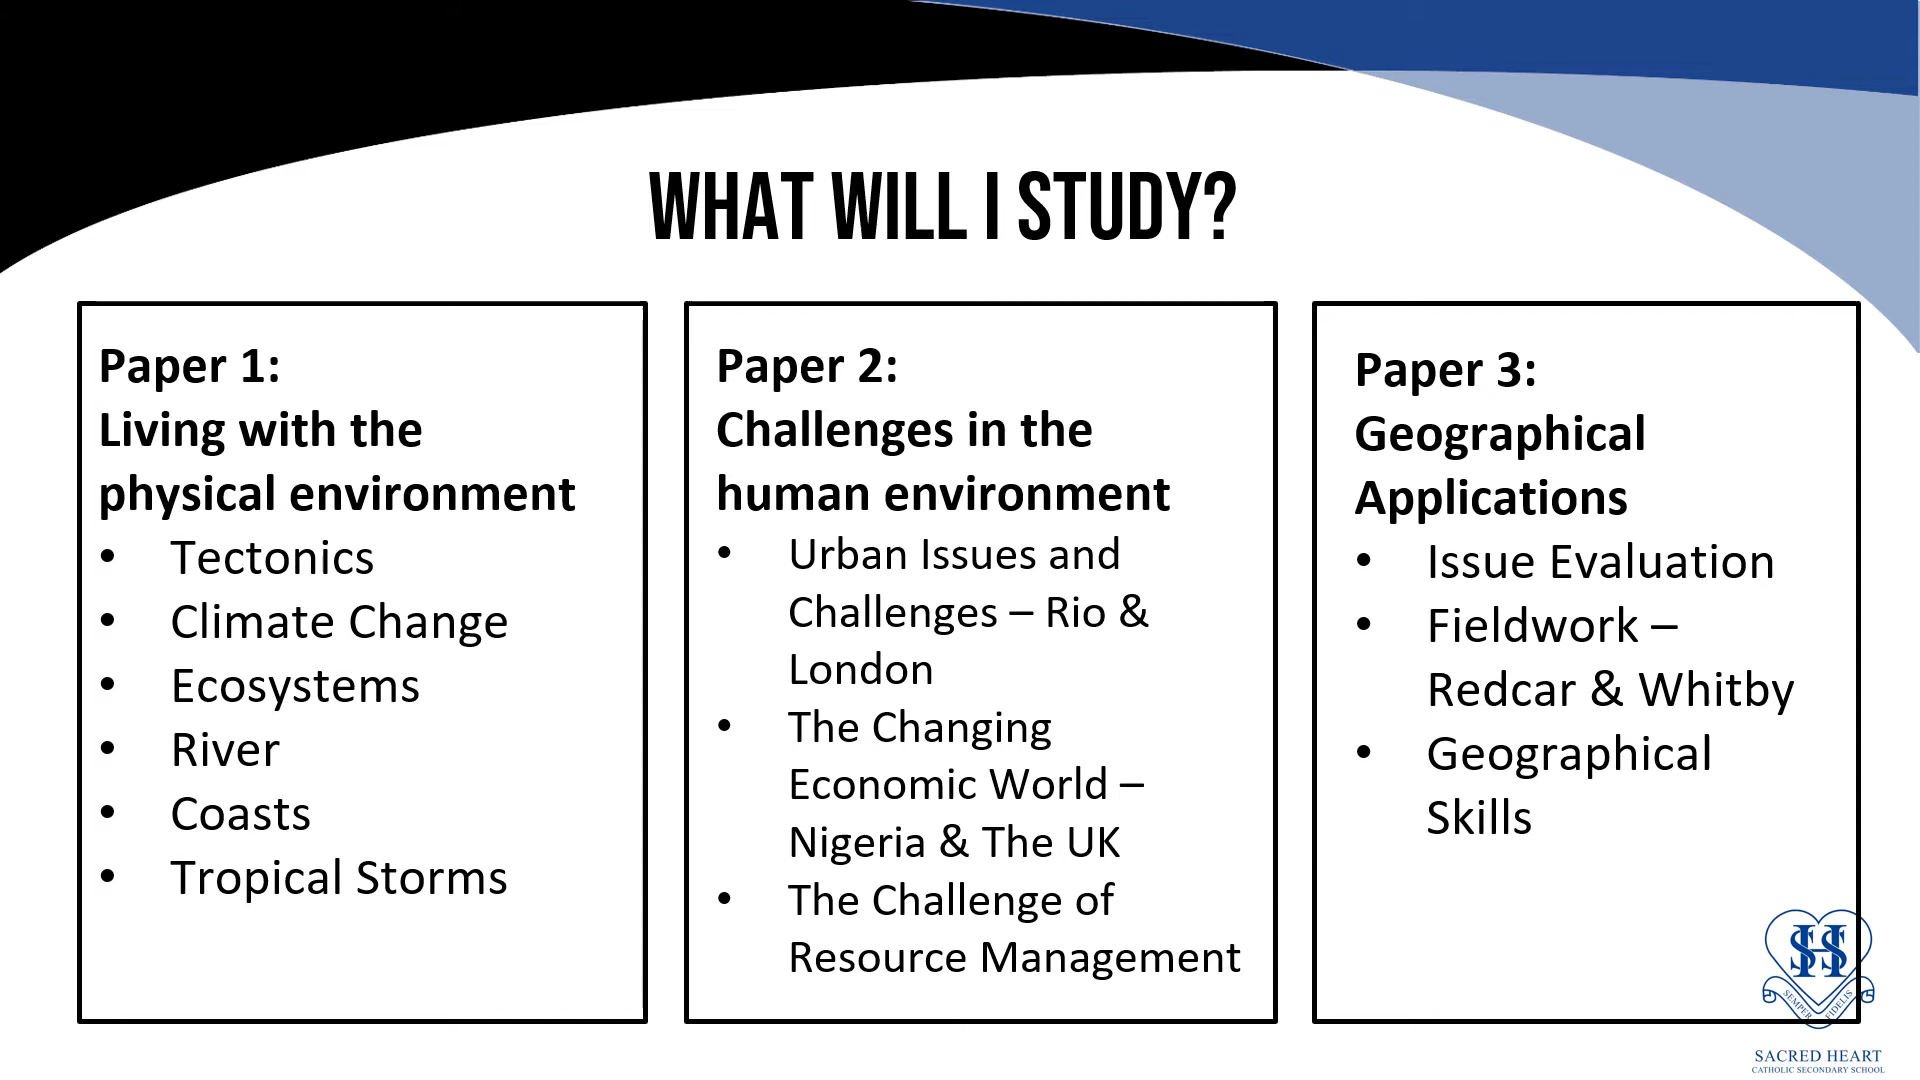 WHAT WILL I STUDY?
Paper 1:
Living with the
physical environment
• Tectonics
• Climate Change
• Ecosystems
• River
• Coasts
• Tropical Storms
Paper 2:
Challenges in the
human environment
• Urban Issues and
Challenges – Rio &
London
• The Changing
Economic World –
Nigeria & The UK
• The Challenge of
Resource Management
Paper 3:
Geographical
Applications
• Issue Evaluation
• Fieldwork –
Redcar & Whitby
• Geographical
Skills
SH
SEMPER FIDELIS
SACRED HEART
CATHOLIC SECONDARY SCHOOL